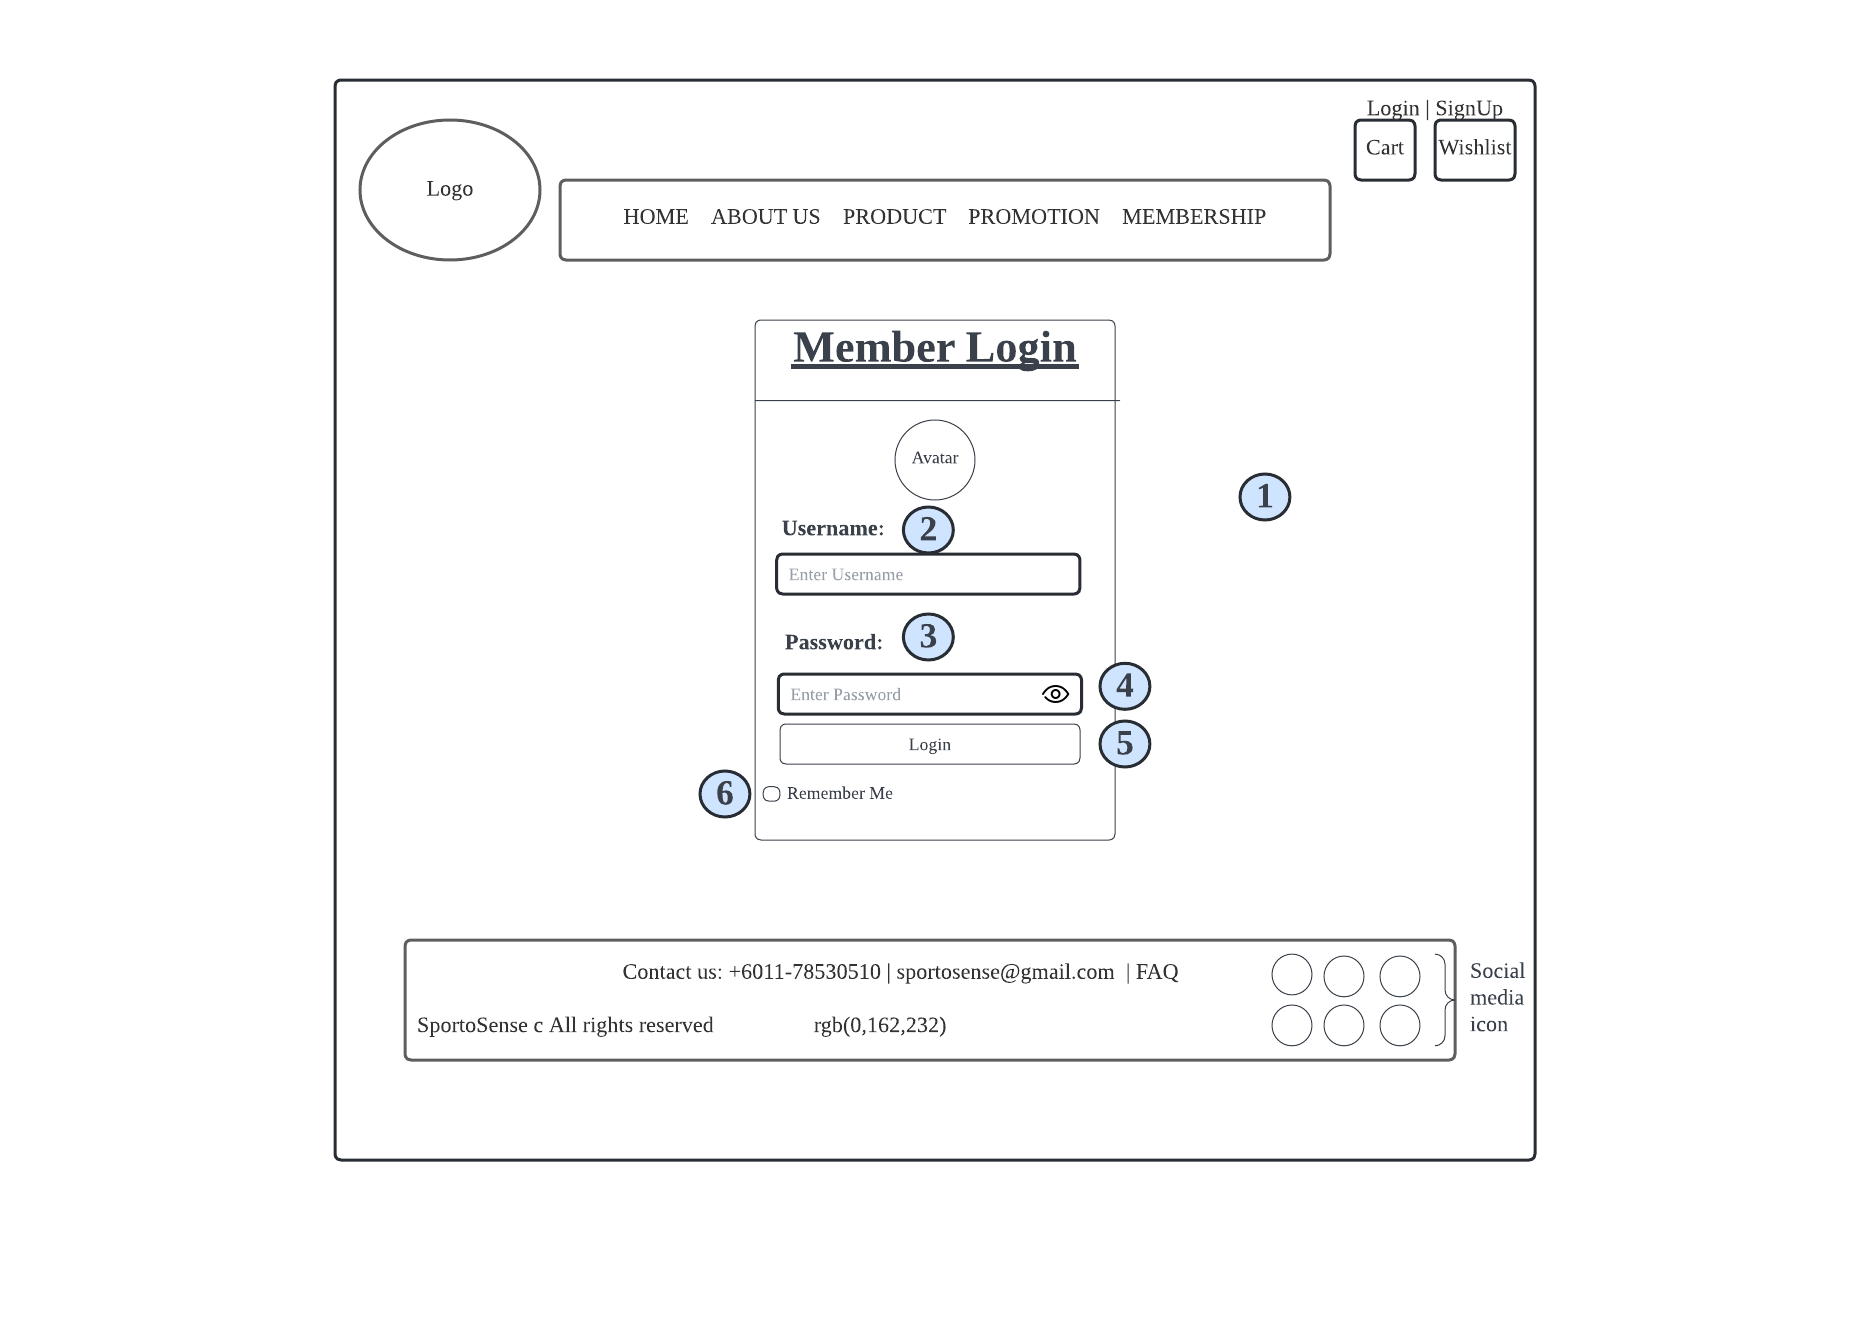 Login | SignUp
Cart
Wishlist
Logo
HOME ABOUT US PRODUCT PROMOTION MEMBERSHIP
Member Login
Avatar
1
Username: 2
Enter Username
Password: 3
Enter Password
4
Login
5
6
Remember Me
Contact us: +6011-78530510 | sportosense@gmail.com | FAQ
SportoSense c All rights reserved
rgb(0,162,232)
Social
media
icon